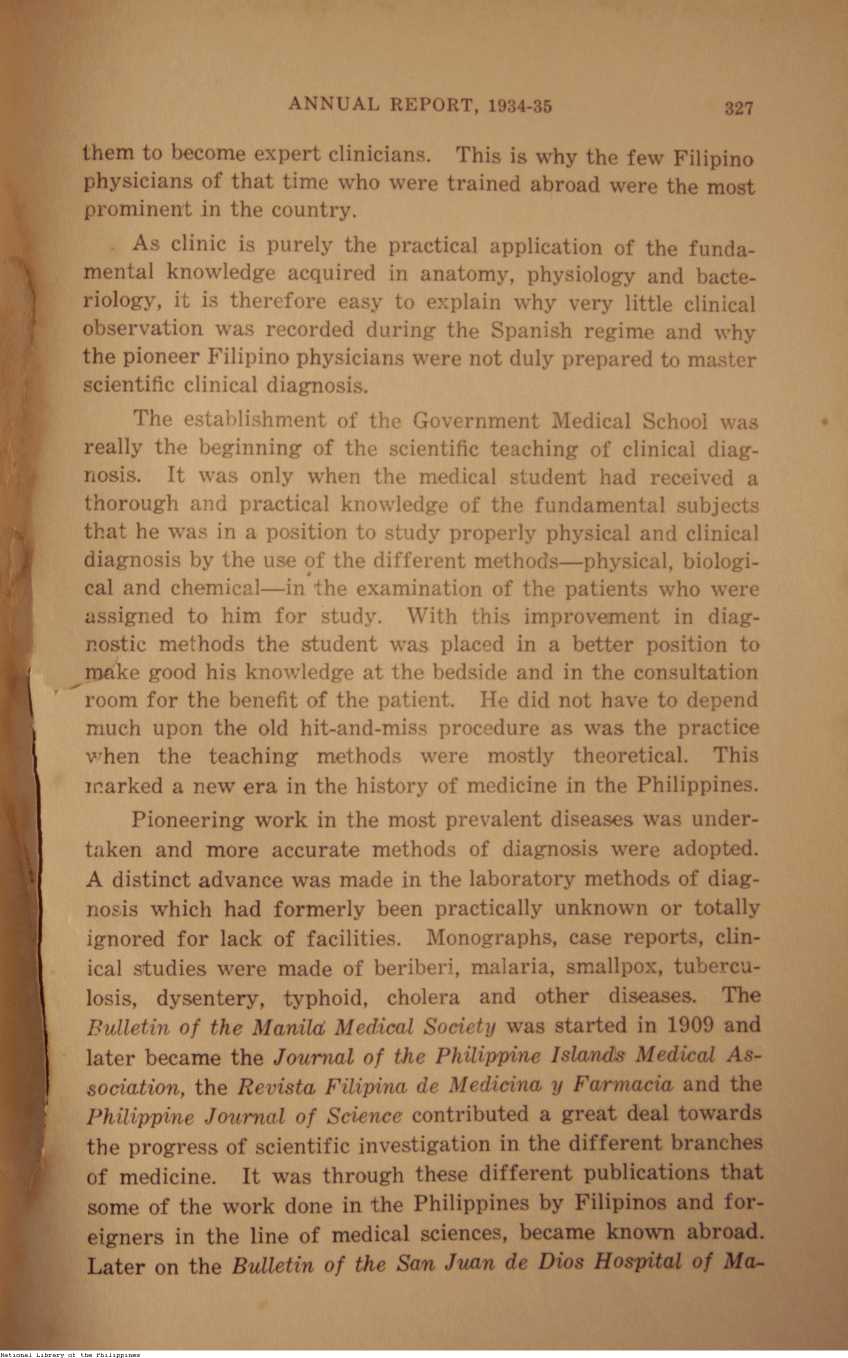 ANNUAL REPORT, 1934-35 327
them to become expert clinicians. This is why the few Filipino
physicians of that time who were trained abroad were the most
prominent in the country.
As clinic is purely the practical application of the funda-
mental knowledge acquired in anatomy, physiology and bacte-
riology, it is therefore easy to explain why very little clinical
observation was recorded during the Spanish regime and why
the pioneer Filipino physicians were not duly prepared to master
scientific clinical diagnosis.
The establishment of the Government Medical School was
really the beginning of the scientific teaching of clinical diag-
nosis. It was only when the medical student had received a
thorough and practical knowledge of the fundamental subjects
that he was in a position to study properly physical and clinical
diagnosis by the use of the different methods—physical, biologi-
cal and chemical—in the examination of the patients who were
assigned to him for study. With this improvement in diag-
nostic methods the student was placed in a better position to
make good his knowledge at the bedside and in the consultation
room for the benefit of the patient. He did not have to depend
much upon the old hit-and-miss procedure as was the practice
when the teaching methods were mostly theoretical. This
marked a new era in the history of medicine in the Philippines.
Pioneering work in the most prevalent diseases was under-
taken and more accurate methods of diagnosis were adopted.
A distinct advance was made in the laboratory methods of diag-
nosis which had formerly been practically unknown or totally
ignored for lack of facilities. Monographs, case reports, clin-
ical studies were made of beriberi, malaria, smallpox, tubercu-
losis, dysentery, typhoid, cholera and other diseases. The
Bulletin of the Manila Medical Society was started in 1909 and
later became the Journal of the Philippine Islands Medical As-
sociation, the Revista Filipina de Medicina y Farmacia and the
Philippine Journal of Science contributed a great deal towards
the progress of scientific investigation in the different branches
of medicine. It was through these different publications that
some of the work done in the Philippines by Filipinos and for-
eigners in the line of medical sciences, became known abroad.
Later on the Bulletin of the San Juan de Dios Hospital of Ma-
National Library of the Philippines